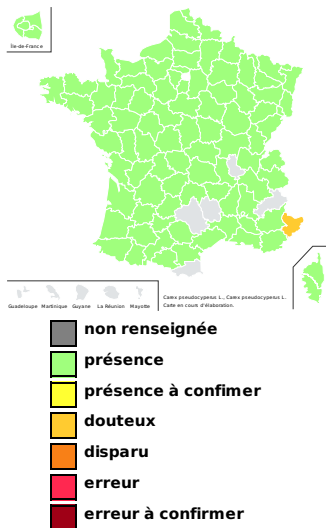 Île-de-France
Guadeloupe Martinique Guyane La Réunion Mayotte
Carex pseudocyperus L., Carex pseudocyperus L.
Carte en cours d'élaboration.
non renseignée
présence
présence à confimer
douteux
disparu
erreur
erreur à confirmer